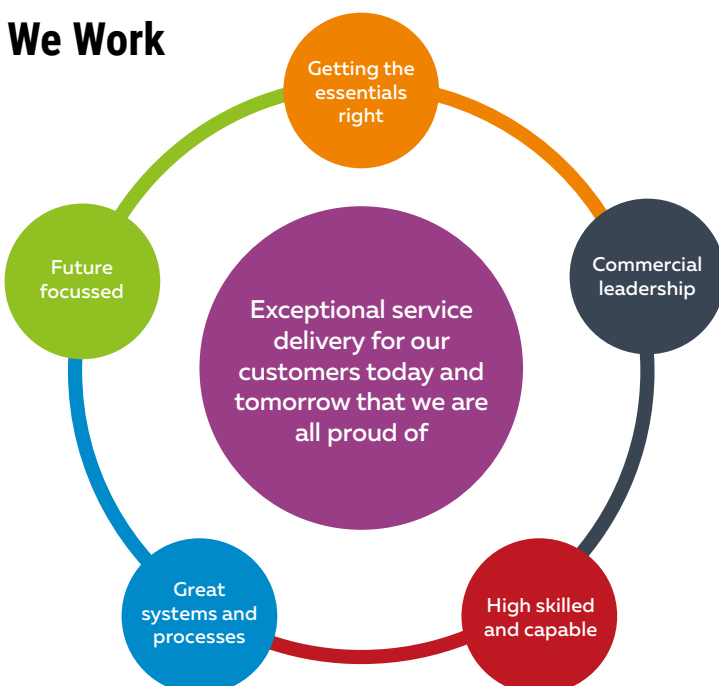 We Work
Getting the
essentials
right
Commercial
leadership
High skilled
and capable
Great
systems and
processes
Future
focussed
Exceptional service
delivery for our
customers today and
tomorrow that we are
all proud of